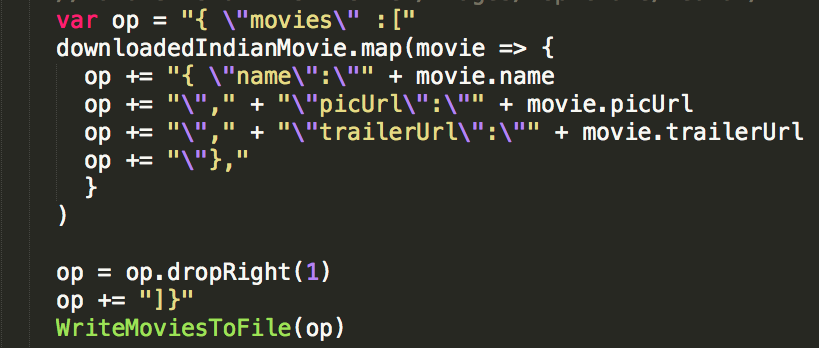 var op = "{ \"movies\" :["
downloadedIndianMovie.map(movie => {
op += "{ \"name\":\"" + movie.name
op += "\"," + "\"picUrl\":\"" + movie.picUrl
op += "\"," + "\"trailerUrl\":\"" + movie.trailerUrl
op += "\"},"
}
)
op = op.dropRight(1)
op += "]}"
WriteMoviesToFile(op)